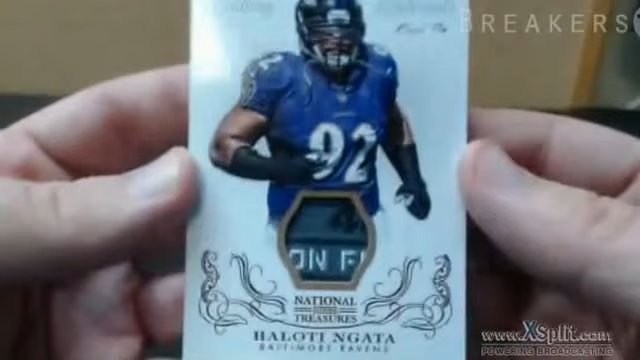 BREAKERS
92
ON F
NATIONAL
TREASURES
HALOTI NGATA
BALTIMORE RAVENS
www.XSplit.com
POWERING BROADCASTING